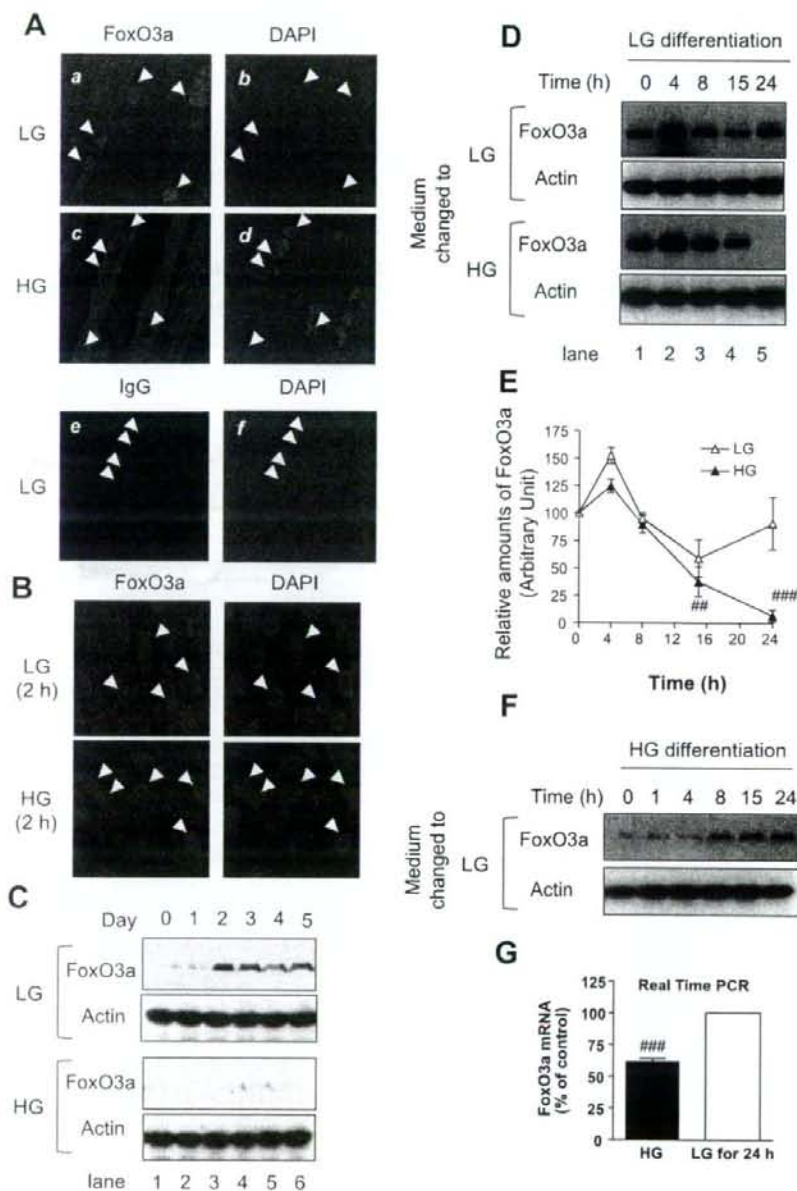 A
FoxO3a DAPI
a b
LG
c d
HG
IgG DAPI
e f
LG
B
FoxO3a DAPI
LG
(2 h)
HG
(2 h)
C
Day 0 1 2 3 4 5
LG FoxO3a
Actin
HG FoxO3a
Actin
lane 1 2 3 4 5 6
D
LG differentiation
Time (h) 0 4 8 15 24
Medium changed to
LG FoxO3a
Actin
HG FoxO3a
Actin
lane 1 2 3 4 5
E
Relative amounts of FoxO3a
(Arbitrary Unit)
175
150
125
100
75
50
25
0
LG
HG
##
###
0 4 8 12 16 20 24
Time (h)
F
HG differentiation
Time (h) 0 1 4 8 15 24
Medium changed to
LG FoxO3a
Actin
G
Real Time PCR
FoxO3a mRNA
(% of control)
125
100
75
50
25
0
###
HG LG for 24 h